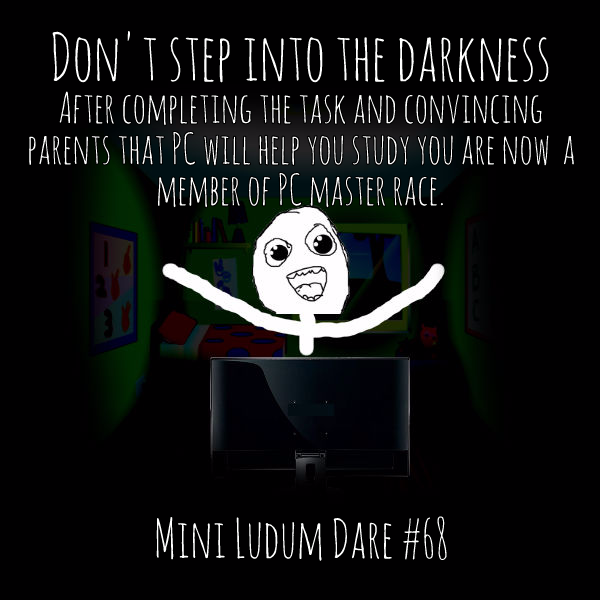 Don't step into the darkness
After completing the task and convincing
parents that PC will help you study you are now a
member of PC master race.
Mini Ludum Dare #68